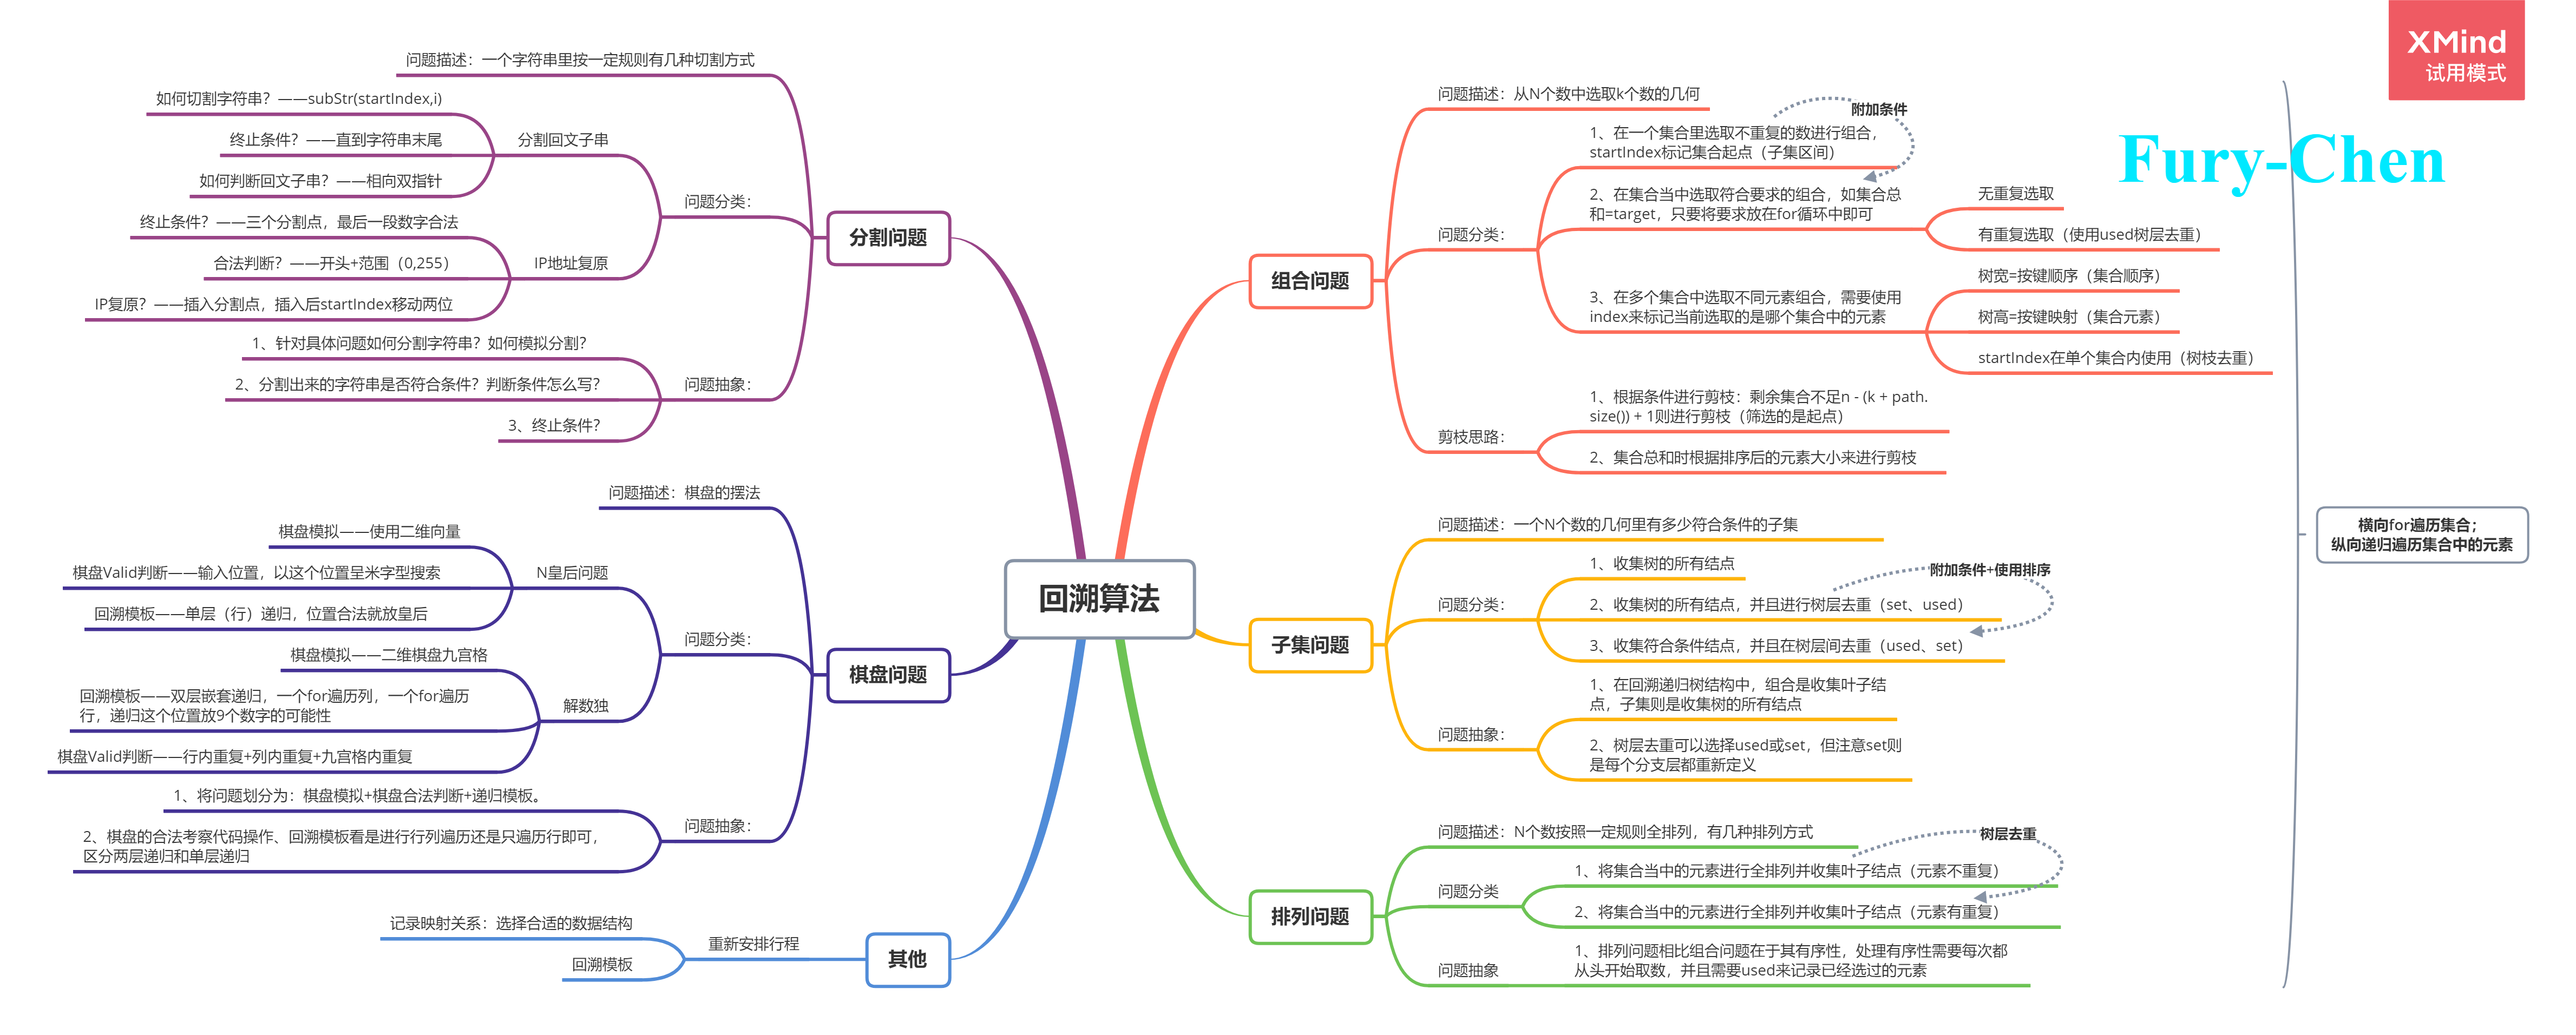 XMind
试用模式
Fury-Chen
回溯算法
组合问题
问题描述：从N个数中选取k个数的几何
附加条件
问题分类：
1、在一个集合里选取不重复的数进行组合，
startIndex标记集合起点（子集区间）
2、在集合当中选取符合要求的组合，如集合总
和=target，只要将要求放在for循环中即可
无重复选取
有重复选取（使用used树层去重）
3、在多个集合中选取不同元素组合，需要使用
index来标记当前选取的是哪个集合中的元素
树宽=按键顺序（集合顺序）
树高=按键映射（集合元素）
startIndex在单个集合内使用（树枝去重）
剪枝思路：
1、根据条件进行剪枝：剩余集合不足n - (k + path.
size()) + 1则进行剪枝（筛选的是起点）
2、集合总和时根据排序后的元素大小来进行剪枝
子集问题
问题描述：一个N个数的几何里有多少符合条件的子集
问题分类：
1、收集树的所有结点
附加条件+使用排序
2、收集树的所有结点，并且进行树层去重（set、used）
3、收集符合条件结点，并且在树层间去重（used、set）
问题抽象：
1、在回溯递归树结构中，组合是收集叶子结
点，子集则是收集树的所有结点
2、树层去重可以选择used或set，但注意set则
是每个分支层都重新定义
排列问题
问题描述：N个数按照一定规则全排列，有几种排列方式
树层去重
问题分类
1、将集合当中的元素进行全排列并收集叶子结点（元素不重复）
2、将集合当中的元素进行全排列并收集叶子结点（元素有重复）
问题抽象
1、排列问题相比组合问题在于其有序性，处理有序性需要每次都
从头开始取数，并且需要used来记录已经选过的元素
横向for遍历集合；
纵向递归遍历集合中的元素
分割问题
问题描述：一个字符串里按一定规则有几种切割方式
问题分类：
分割回文子串
如何切割字符串？——subStr(startIndex,i)
终止条件？——直到字符串末尾
如何判断回文子串？——相向双指针
IP地址复原
终止条件？——三个分割点，最后一段数字合法
合法判断？——开头+范围（0,255）
IP复原？——插入分割点，插入后startIndex移动两位
问题抽象：
1、针对具体问题如何分割字符串？如何模拟分割？
2、分割出来的字符串是否符合条件？判断条件怎么写？
3、终止条件？
棋盘问题
问题描述：棋盘的摆法
问题分类：
N皇后问题
棋盘模拟——使用二维向量
棋盘Valid判断——输入位置，以这个位置呈米字型搜索
回溯模板——单层（行）递归，位置合法就放皇后
解数独
棋盘模拟——二维棋盘九宫格
回溯模板——双层嵌套递归，一个for遍历列，一个for遍历
行，递归这个位置放9个数字的可能性
棋盘Valid判断——行内重复+列内重复+九宫格内重复
问题抽象：
1、将问题划分为：棋盘模拟+棋盘合法判断+递归模板。
2、棋盘的合法考察代码操作、回溯模板看是进行行列遍历还是只遍历行即可，
区分两层递归和单层递归
其他
重新安排行程
记录映射关系：选择合适的数据结构
回溯模板